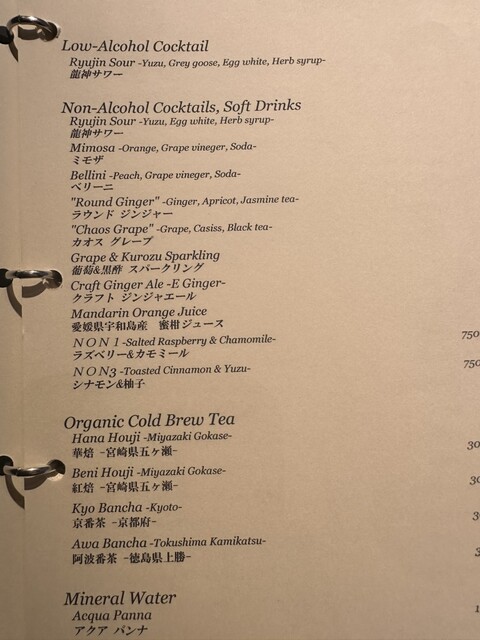 Low-Alcohol Cocktail
Ryujin Sour -Yuzu, Grey goose, Egg white, Herb syrup-
龍神サワー
Non-Alcohol Cocktails, Soft Drinks
Ryujin Sour -Yuzu, Egg white, Herb syrup-
龍神サワー
Mimosa -Orange, Grape vineger, Soda-
ミモザ
Bellini -Peach, Grape vineger, Soda-
ベリーニ
"Round Ginger" -Ginger, Apricot, Jasmine tea-
ラウンド ジンジャー
"Chaos Grape" -Grape, Casiss, Black tea-
カオス グレープ
Grape & Kurozu Sparkling
葡萄&黒酢 スパークリング
Craft Ginger Ale -E Ginger-
クラフト ジンジャエール
Mandarin Orange Juice
愛媛県宇和島産 蜜柑ジュース
ＮＯＮ１ -Salted Raspberry & Chamomile- 750
ラズベリー&カモミール
ＮＯＮ3 -Toasted Cinnamon & Yuzu- 750
シナモン&柚子
Organic Cold Brew Tea
Hana Houji -Miyazaki Gokase- 30
華焙 -宮崎県五ヶ瀬-
Beni Houji -Miyazaki Gokase- 30
紅焙 -宮崎県五ヶ瀬-
Kyo Bancha -Kyoto-
京番茶 -京都府-
Awa Bancha -Tokushima Kamikatsu-
阿波番茶 -徳島県上勝-
Mineral Water
Acqua Panna
アクア パンナ